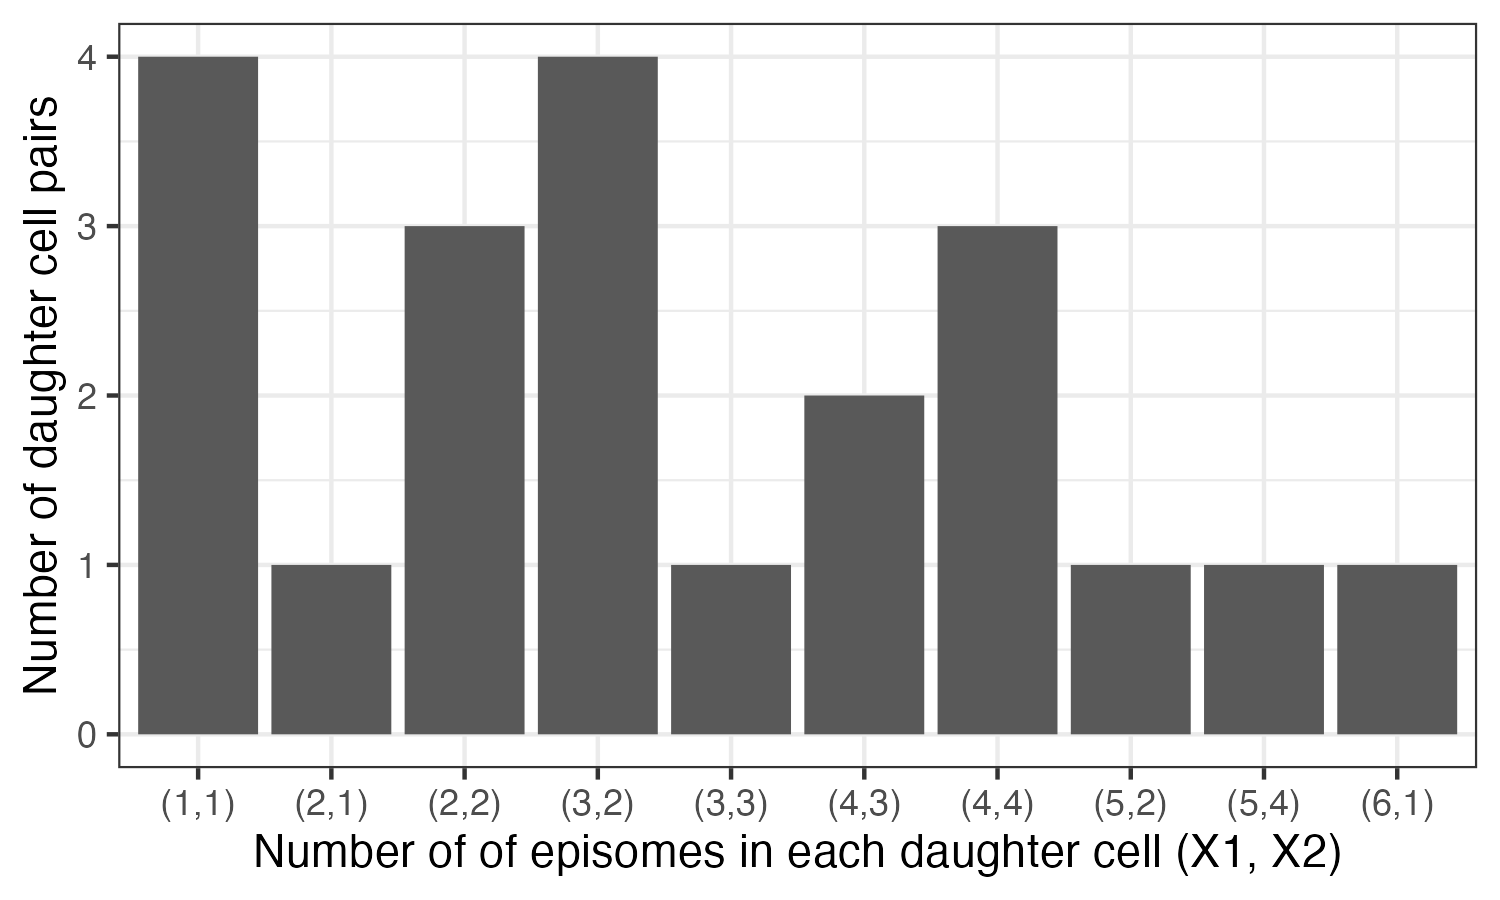 Number of daughter cell pairs
4
3
2
1
0
(1,1) (2,1) (2,2) (3,2) (3,3) (4,3) (4,4) (5,2) (5,4) (6,1)
Number of of episomes in each daughter cell (X1, X2)